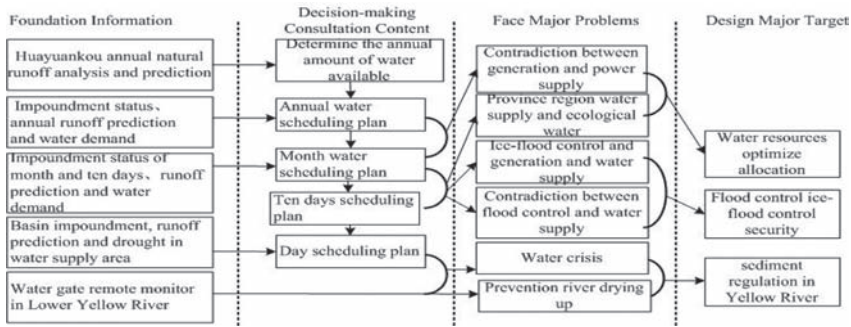 Foundation Information
Decision-making
Consultation Content
Face Major Problems
Design Major Target
Huayuankou annual natural
runoff analysis and prediction
Impoundment status、
annual runoff prediction
and water demand
Impoundment status of
month and ten days、runoff
prediction and water
demand
Basin impoundment, runoff
prediction and drought in
water supply area
Water gate remote monitor
in Lower Yellow River
Determine the annual
amount of water
available
Annual water
scheduling plan
Month water
scheduling plan
Ten days scheduling
plan
Day scheduling plan
Contradiction between
generation and power
supply
Province region water
supply and ecological
water
Ice-flood control and
generation and water
supply
Contradiction between
flood control and water
supply
Water crisis
Prevention river drying
up
Water resources
optimize
allocation
Flood control ice-
flood control
security
sediment
regulation in
Yellow River